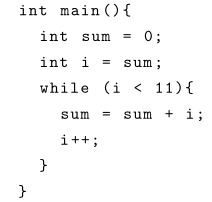 int main(){
  int sum = 0;
  int i = sum;
  while (i < 11){
    sum = sum + i;
    i++;
  }
}